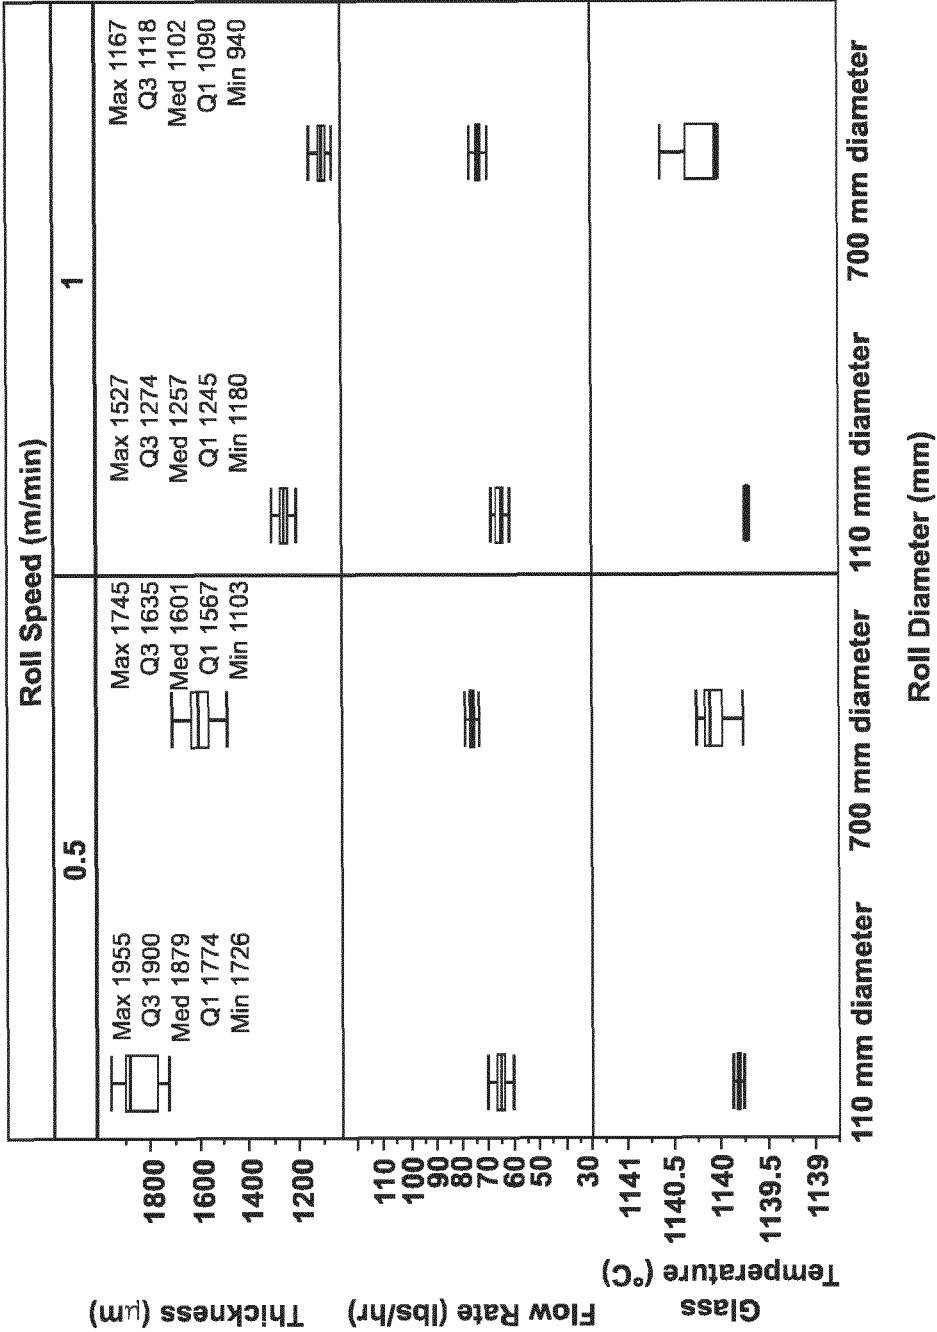 Roll Speed (m/min)
0.5
1
Max 1955
Q3 1900
Med 1879
Q1 1774
Min 1726
Max 1745
Q3 1635
Med 1601
Q1 1567
Min 1103
Max 1527
Q3 1274
Med 1257
Q1 1245
Min 1180
Max 1167
Q3 1118
Med 1102
Q1 1090
Min 940
Thickness (μm)
1800
1600
1400
1200
Flow Rate (lbs/hr)
110
100
90
80
70
60
50
30
Glass
Temperature (°C)
1141
1140.5
1140
1139.5
1139
110 mm diameter
700 mm diameter
110 mm diameter
700 mm diameter
Roll Diameter (mm)